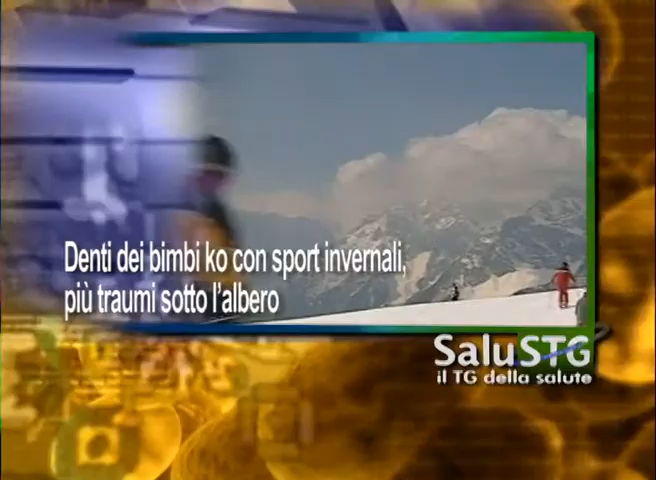 Denti dei bimbi ko con sport invernali,
più traumi sotto l'albero
SaluSTG
il TG della salute